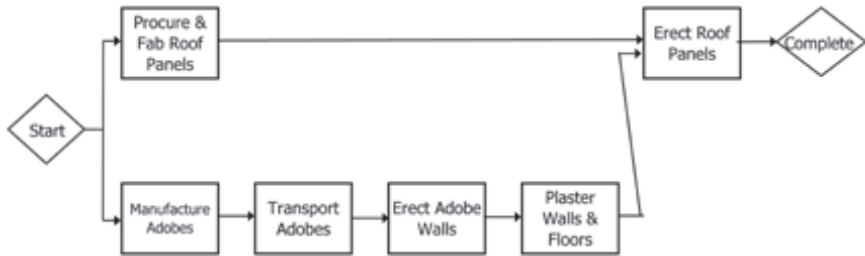 Procure &
Fab Roof
Panels
Erect Roof
Panels
Complete
Start
Manufacture
Adobes
Transport
Adobes
Erect Adobe
Walls
Plaster
Walls &
Floors